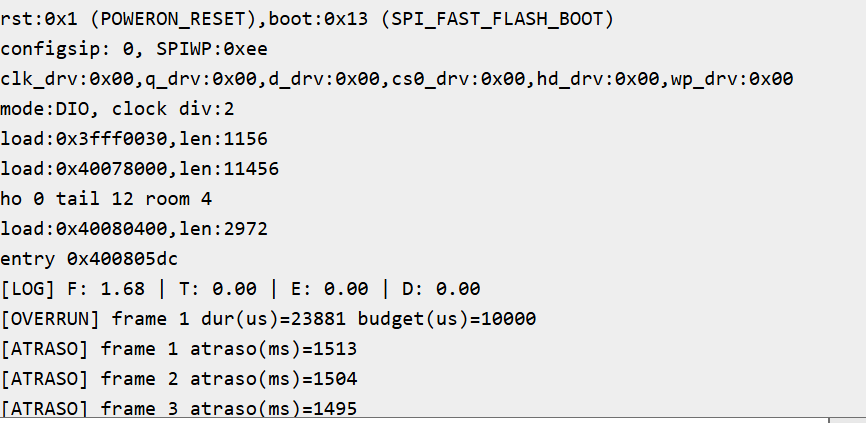 rst:0x1 (POWERON_RESET),boot:0x13 (SPI_FAST_FLASH_BOOT)
configsip: 0, SPIWP:0xee
clk_drv:0x00,q_drv:0x00,d_drv:0x00,cs0_drv:0x00,hd_drv:0x00,wp_drv:0x00
mode:DIO, clock div:2
load:0x3fff0030,len:1156
load:0x40078000,len:11456
ho 0 tail 12 room 4
load:0x40080400,len:2972
entry 0x400805dc
[LOG] F: 1.68 | T: 0.00 | E: 0.00 | D: 0.00
[OVERRUN] frame 1 dur(us)=23881 budget(us)=10000
[ATRASO] frame 1 atraso(ms)=1513
[ATRASO] frame 2 atraso(ms)=1504
[ATRASO] frame 3 atraso(ms)=1495